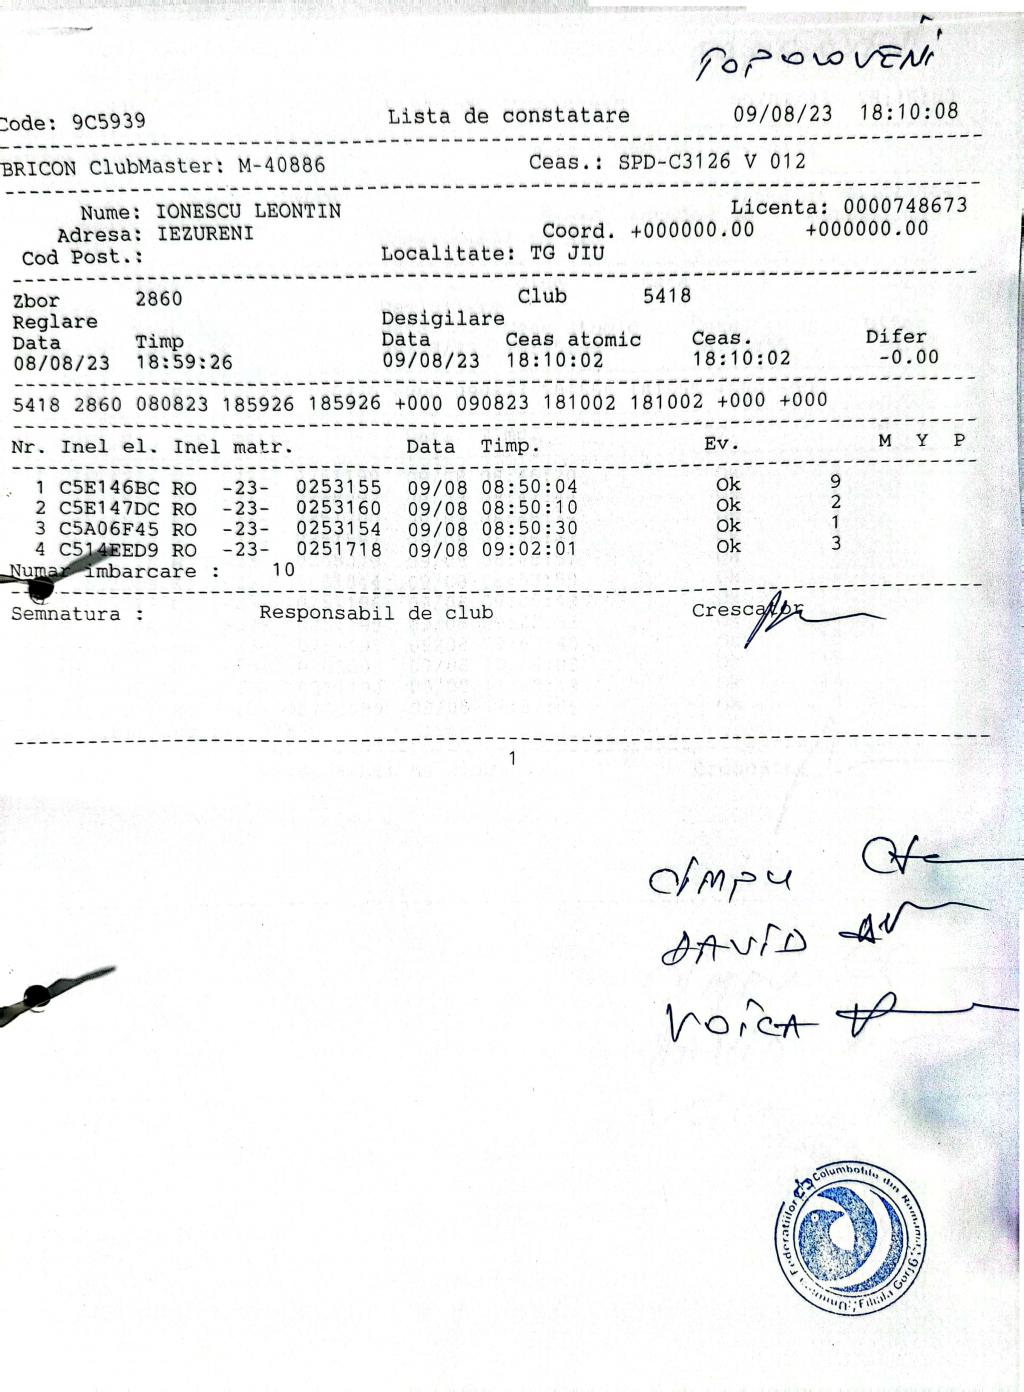 TOPOLOVENI
Code: 9C5939 Lista de constatare 09/08/23 18:10:08
BRICON ClubMaster: M-40886 Ceas.: SPD-C3126 V 012
Nume: IONESCU LEONTIN Licenta: 0000748673
Adresa: IEZURENI Coord. +000000.00 +000000.00
Cod Post.: Localitate: TG JIU
Zbor 2860 Club 5418
Reglare Desigilare
Data Timp Data Ceas atomic Ceas. Difer
08/08/23 18:59:26 09/08/23 18:10:02 18:10:02 -0.00
5418 2860 080823 185926 185926 +000 090823 181002 181002 +000 +000
Nr. Inel el. Inel matr. Data Timp. Ev. M Y P
1 C5E146BC RO -23- 0253155 09/08 08:50:04 Ok 9
2 C5E147DC RO -23- 0253160 09/08 08:50:10 Ok 2
3 C5A06F45 RO -23- 0253154 09/08 08:50:30 Ok 1
4 C514EED9 RO -23- 0251718 09/08 09:02:01 Ok 3
Numar imbarcare : 10
Semnatura : Responsabil de club Crescator
1
CIMPU
DAVID
VOICA
Columbofile din Romania
Filiala Gorj
Federatiilor